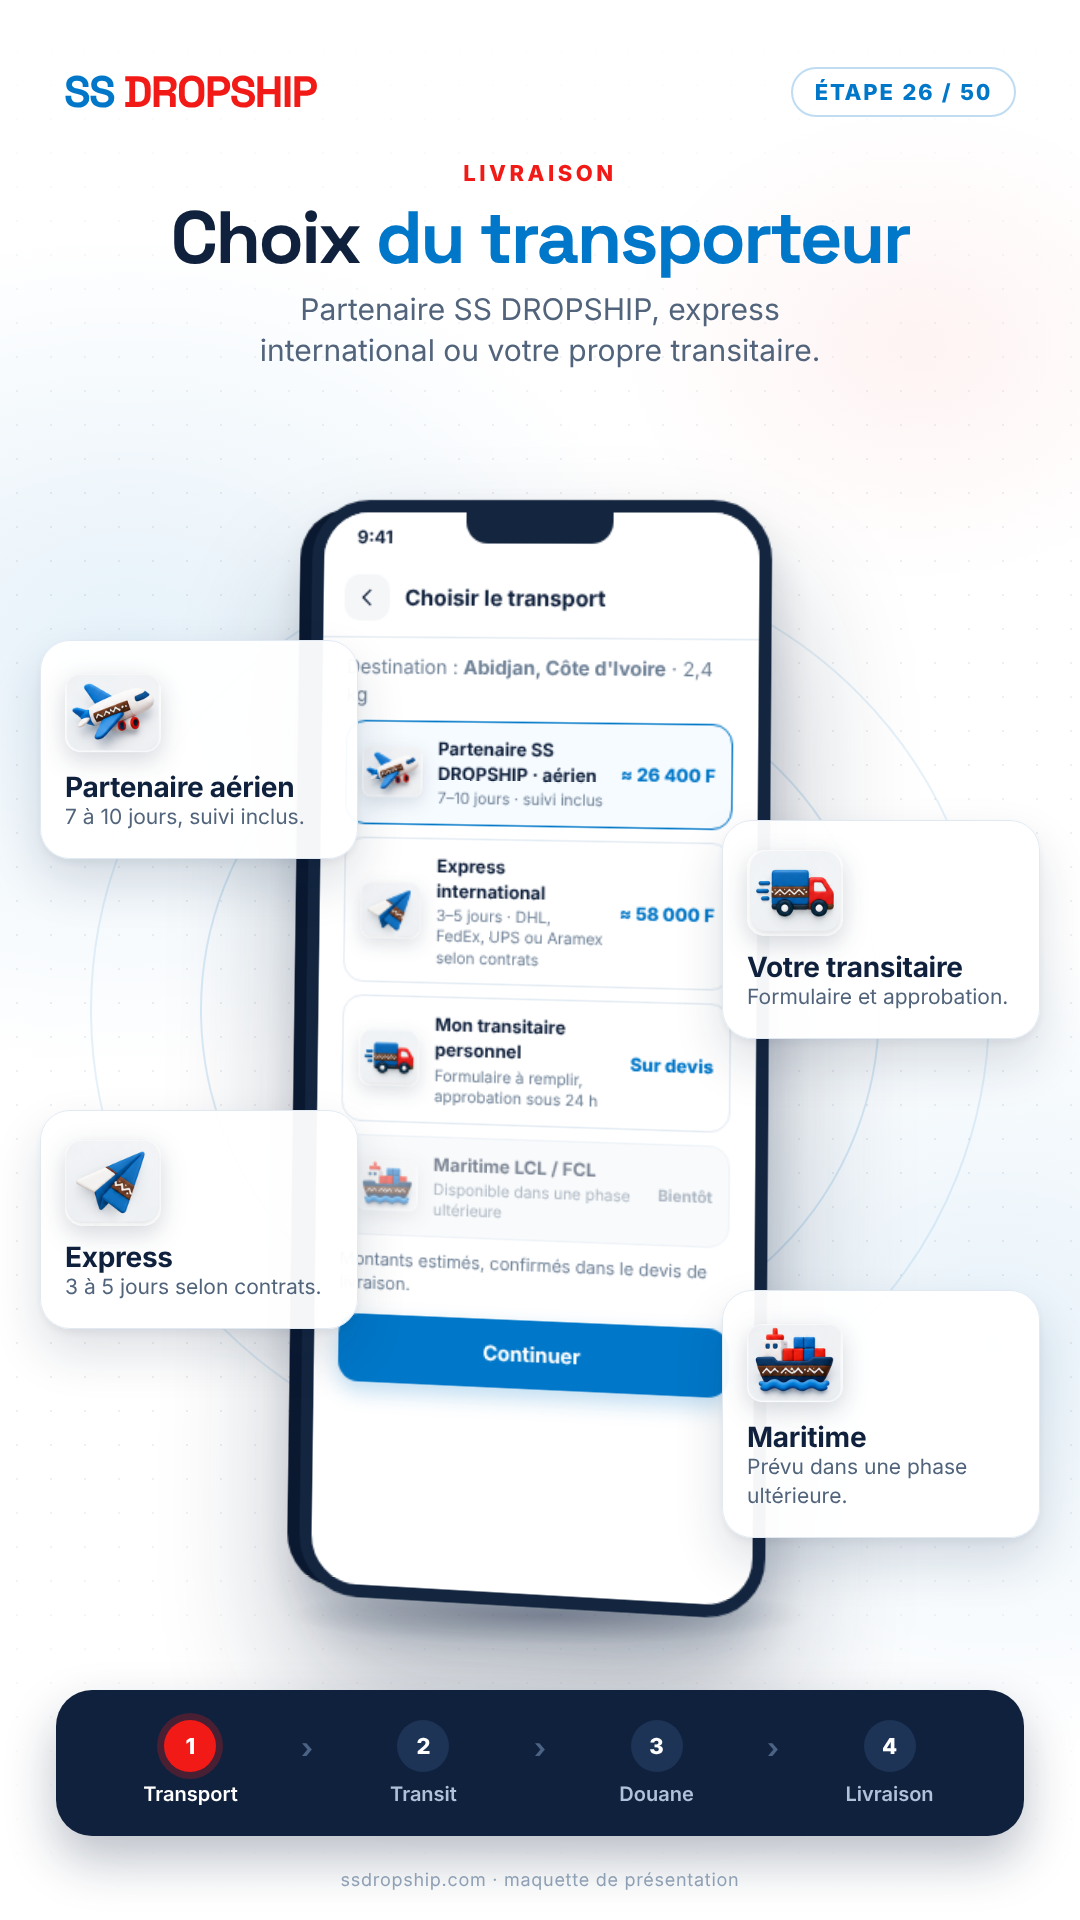 SS DROPSHIP
ÉTAPE 26 / 50
LIVRAISON
Choix du transporteur
Partenaire SS DROPSHIP, express
international ou votre propre transitaire.
9:41
Choisir le transport
Destination : Abidjan, Côte d'Ivoire · 2,4
Partenaire SS
DROPSHIP · aérien
≈ 26 400 F
7–10 jours · suivi inclus
Express
international
≈ 58 000 F
3–5 jours · DHL,
FedEx, UPS ou Aramex
selon contrats
Mon transitaire
personnel
Sur devis
Formulaire à remplir,
approbation sous 24 h
Maritime LCL / FCL
Disponible dans une phase
ultérieure
Bientôt
Montants estimés, confirmés dans le devis de
Continuer
Partenaire aérien
7 à 10 jours, suivi inclus.
Votre transitaire
Formulaire et approbation.
Express
3 à 5 jours selon contrats.
Maritime
Prévu dans une phase
ultérieure.
1
Transport
›
2
Transit
›
3
Douane
›
4
Livraison
ssdropship.com · maquette de présentation